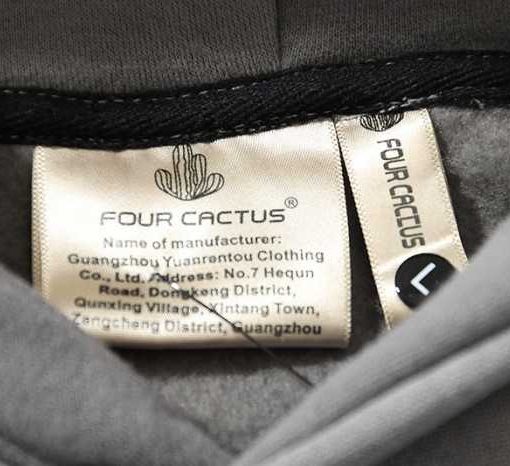 FOUR CACTUS®
Name of manufacturer:
Guangzhou Yuanrentou Clothing
Co., Ltd. Address: No.7 Hequn
Road, Dongkeng District,
Qunxing Village, Xintang Town,
Zengcheng District, Guangzhou
FOUR CACTUS
L